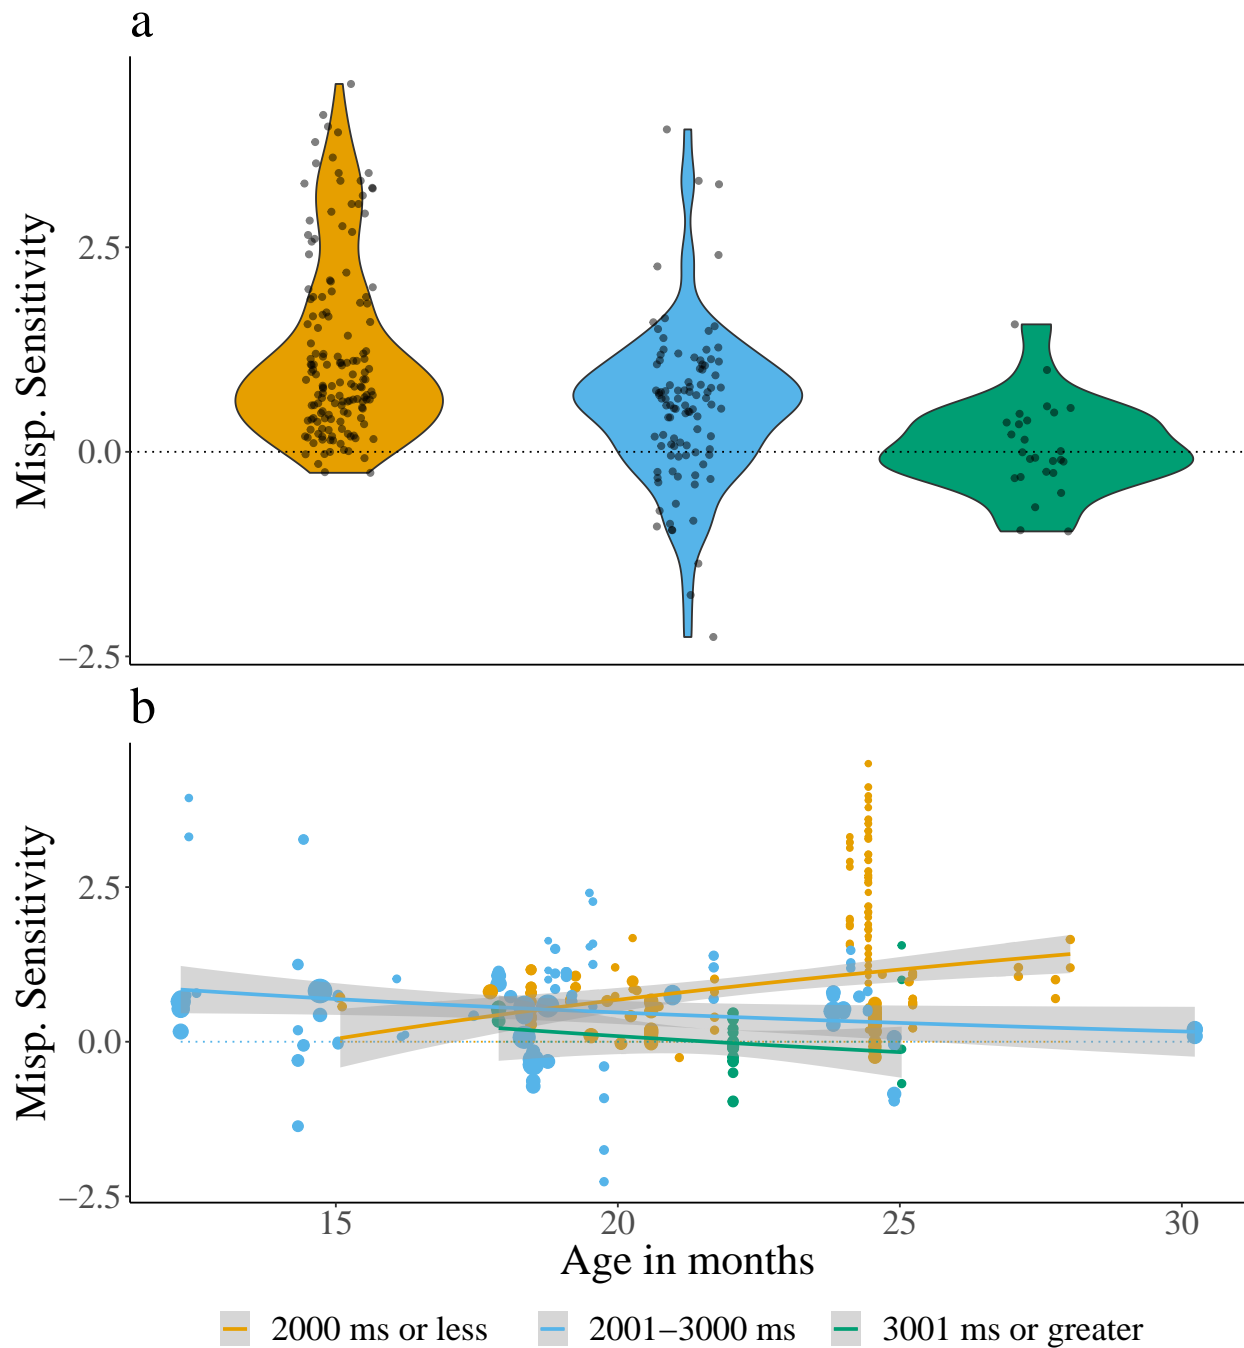 a
Misp. Sensitivity
2.5
0.0
−2.5
b
Misp. Sensitivity
2.5
0.0
−2.5
15 20 25 30
Age in months
2000 ms or less 2001−3000 ms 3001 ms or greater